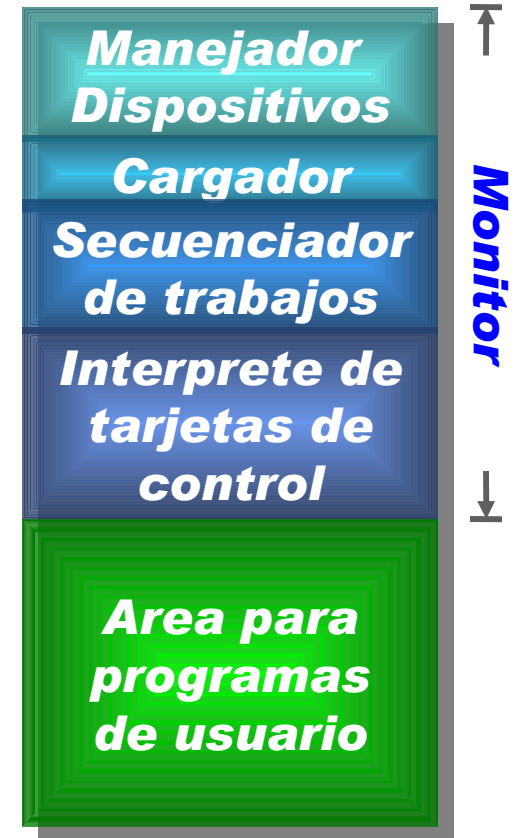 Manejador
Dispositivos
Cargador
Secuenciador
de trabajos
Interprete de
tarjetas de
control
Area para
programas
de usuario
Monitor